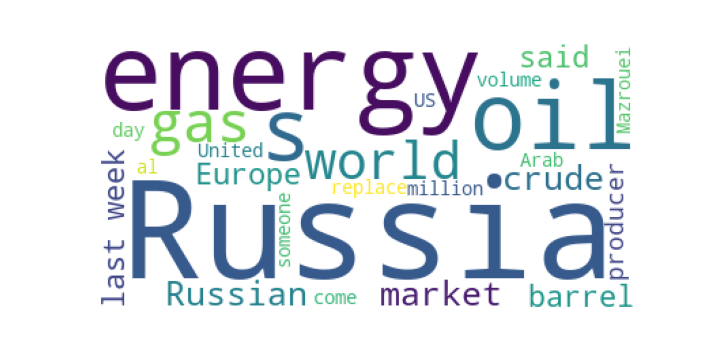 energy
oil
said
Mazrouei
volume
US
gas
s
day
United
world
Arab
al
Europe
replace
million
crude
last week
Russia
someone
producer
Russian
come
market
barrel